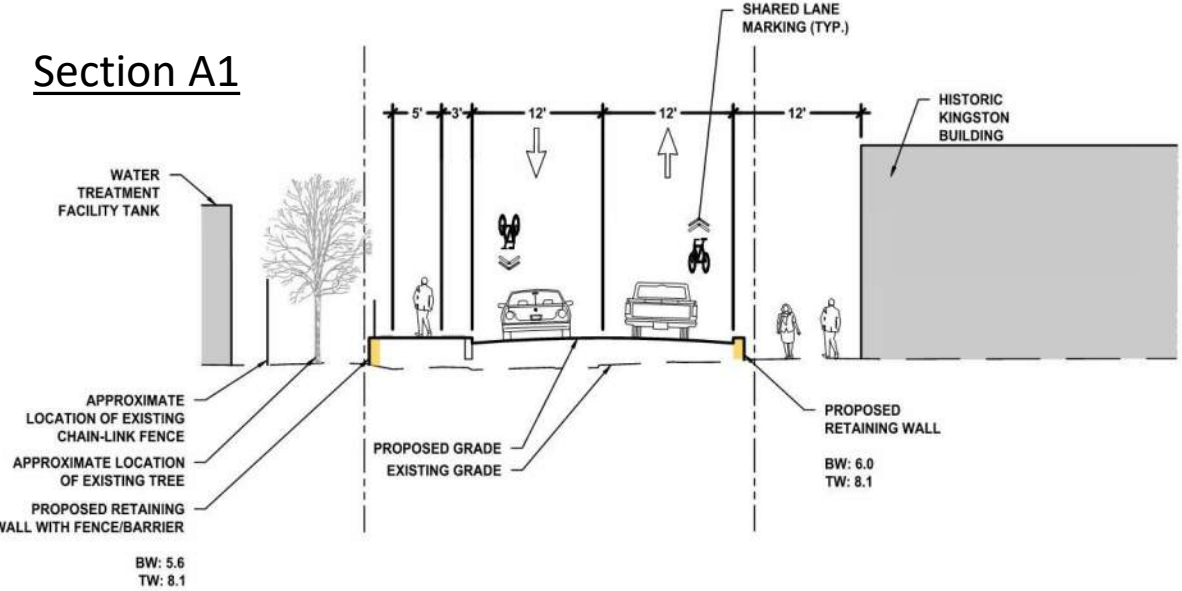 Section A1
SHARED LANE
MARKING (TYP.)
5' 3' 12' 12' 12'
HISTORIC
KINGSTON
BUILDING
WATER
TREATMENT
FACILITY TANK
APPROXIMATE
LOCATION OF EXISTING
CHAIN-LINK FENCE
APPROXIMATE LOCATION
OF EXISTING TREE
PROPOSED RETAINING
WALL WITH FENCE/BARRIER
BW: 5.6
TW: 8.1
PROPOSED GRADE
EXISTING GRADE
PROPOSED
RETAINING WALL
BW: 6.0
TW: 8.1